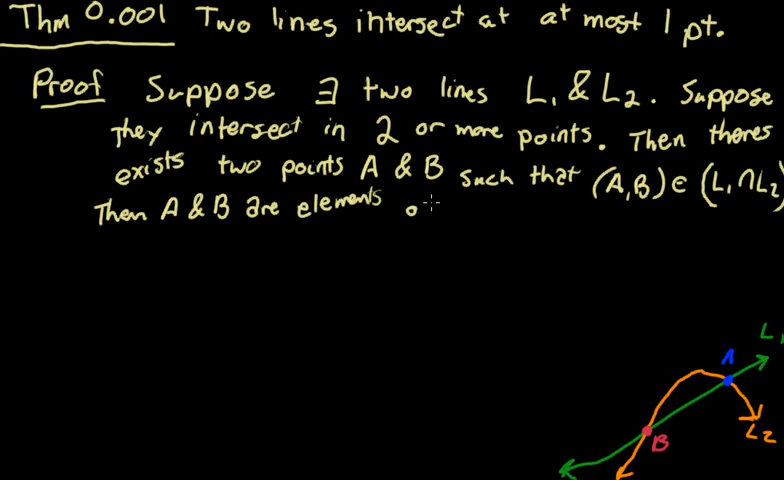 Thm 0.001 Two lines intersect at at most 1 pt.
Proof Suppose ∃ two lines L₁ & L₂. Suppose
they intersect in 2 or more points. Then theres
exists two points A & B such that (A,B) ∈ (L₁∩L₂)
Then A & B are elements o
L₁
A
B
L₂